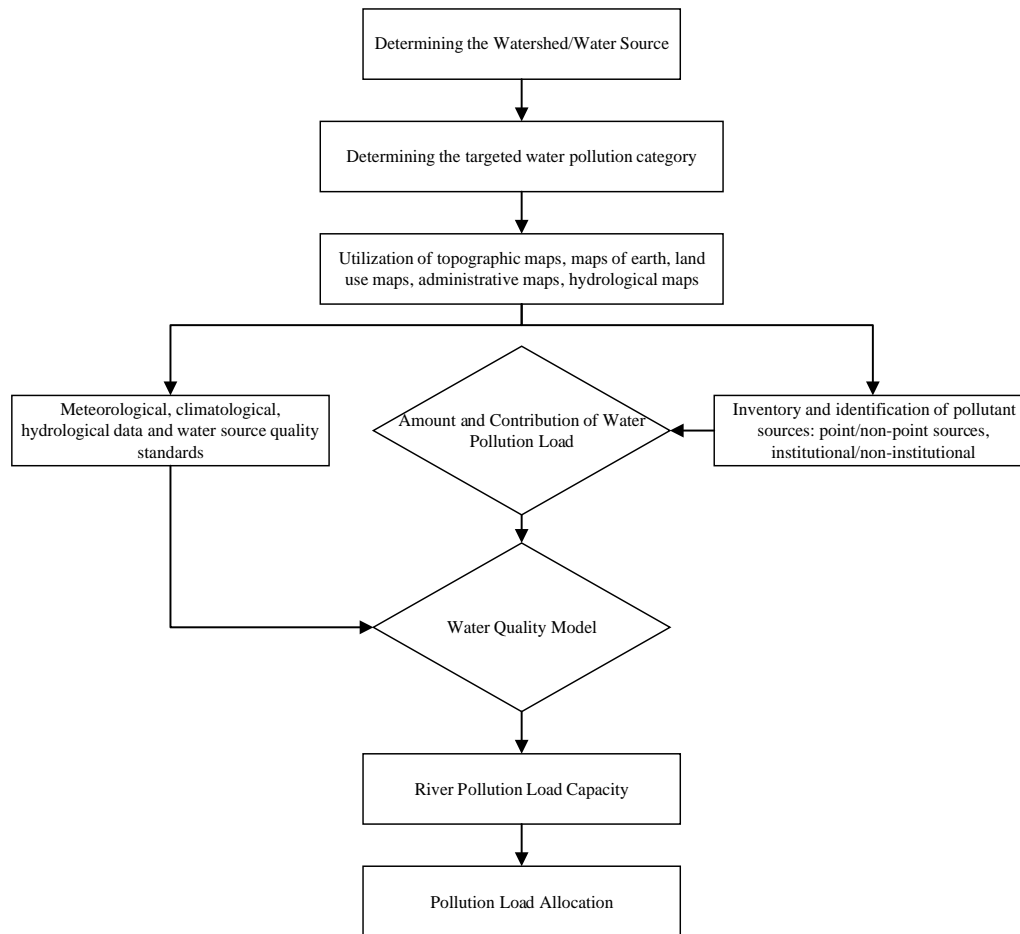 Determining the Watershed/Water Source
Determining the targeted water pollution category
Utilization of topographic maps, maps of earth, land
use maps, administrative maps, hydrological maps
Meteorological, climatological,
hydrological data and water source quality
standards
Amount and Contribution of Water
Pollution Load
Inventory and identification of pollutant
sources: point/non-point sources,
institutional/non-institutional
Water Quality Model
River Pollution Load Capacity
Pollution Load Allocation